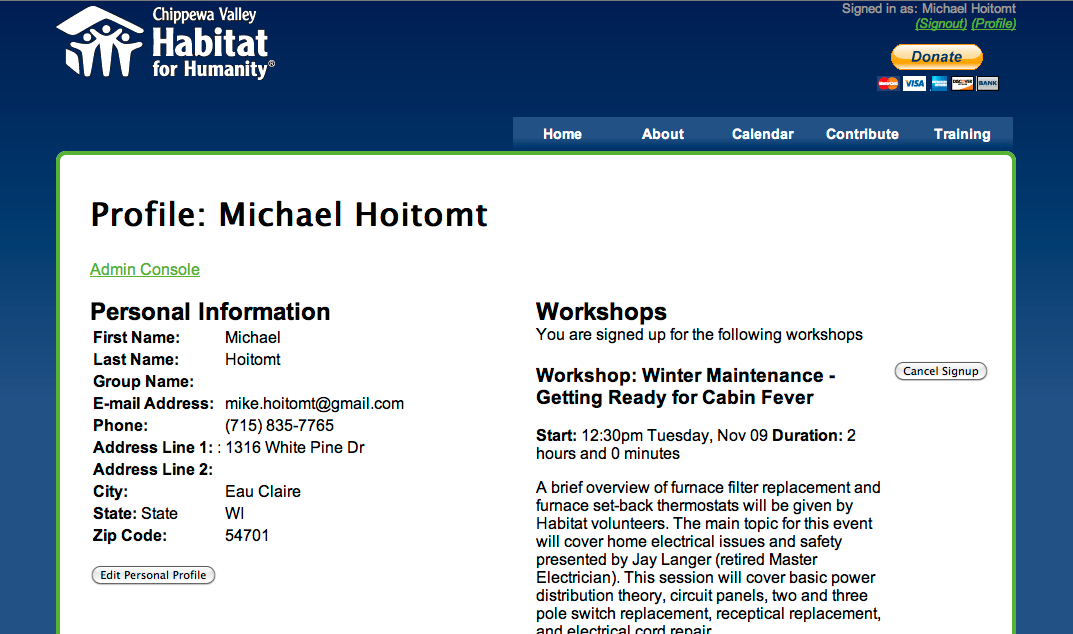 Signed in as: Michael Hoitomt
(Signout) (Profile)
Chippewa Valley
Habitat
for Humanity®
Donate
VISA
BANK
Home About Calendar Contribute Training
Profile: Michael Hoitomt
Admin Console
Personal Information
First Name: Michael
Last Name: Hoitomt
Group Name:
E-mail Address: mike.hoitomt@gmail.com
Phone: (715) 835-7765
Address Line 1: : 1316 White Pine Dr
Address Line 2:
City: Eau Claire
State: State WI
Zip Code: 54701
Edit Personal Profile
Workshops
You are signed up for the following workshops
Workshop: Winter Maintenance -
Getting Ready for Cabin Fever
Cancel Signup
Start: 12:30pm Tuesday, Nov 09 Duration: 2
hours and 0 minutes
A brief overview of furnace filter replacement and
furnace set-back thermostats will be given by
Habitat volunteers. The main topic for this event
will cover home electrical issues and safety
presented by Jay Langer (retired Master
Electrician). This session will cover basic power
distribution theory, circuit panels, two and three
pole switch replacement, receptical replacement,
and electrical cord repair